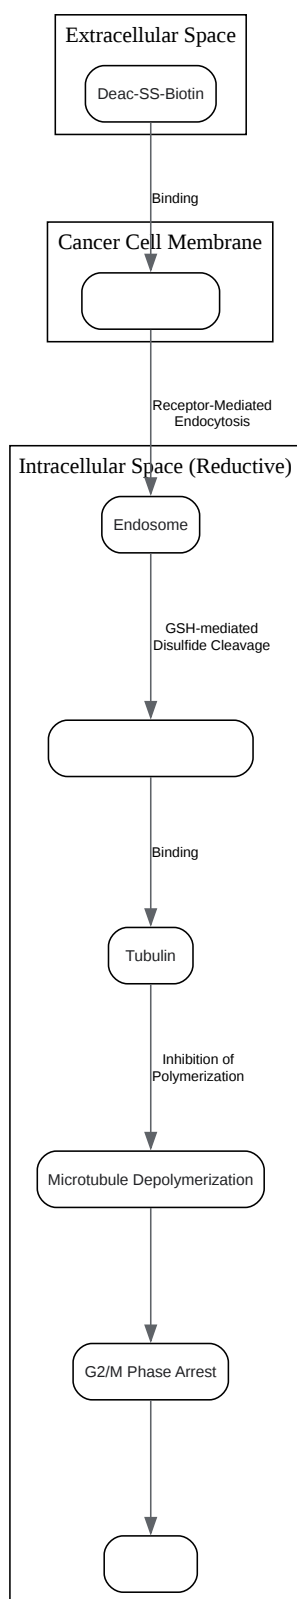 Extracellular Space
Deac-SS-Biotin
Binding
Cancer Cell Membrane
Receptor-Mediated
Endocytosis
Intracellular Space (Reductive)
Endosome
GSH-mediated
Disulfide Cleavage
Binding
Tubulin
Inhibition of
Polymerization
Microtubule Depolymerization
G2/M Phase Arrest